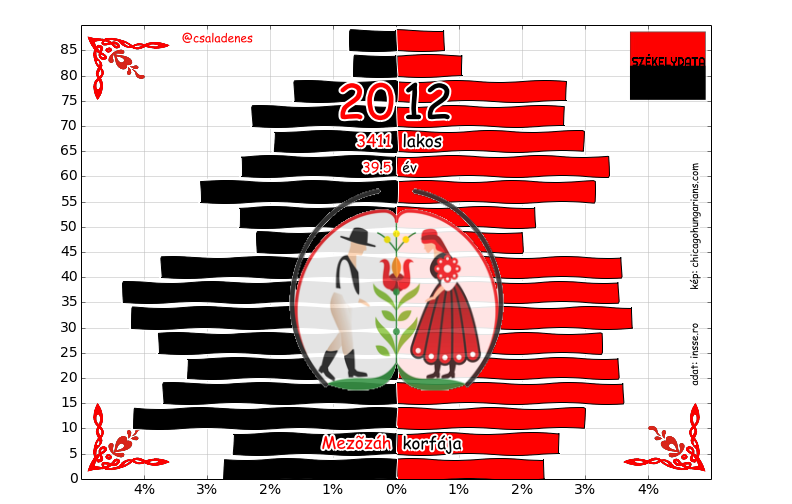 @csaladenes
SZÉKELYDATA
2012
3411 lakos
39.5 év
kép: chicagohungarians.com
adat: insse.ro
Mezőzáh korfája
85
80
75
70
65
60
55
50
45
40
35
30
25
20
15
10
5
0
4% 3% 2% 1% 0% 1% 2% 3% 4%